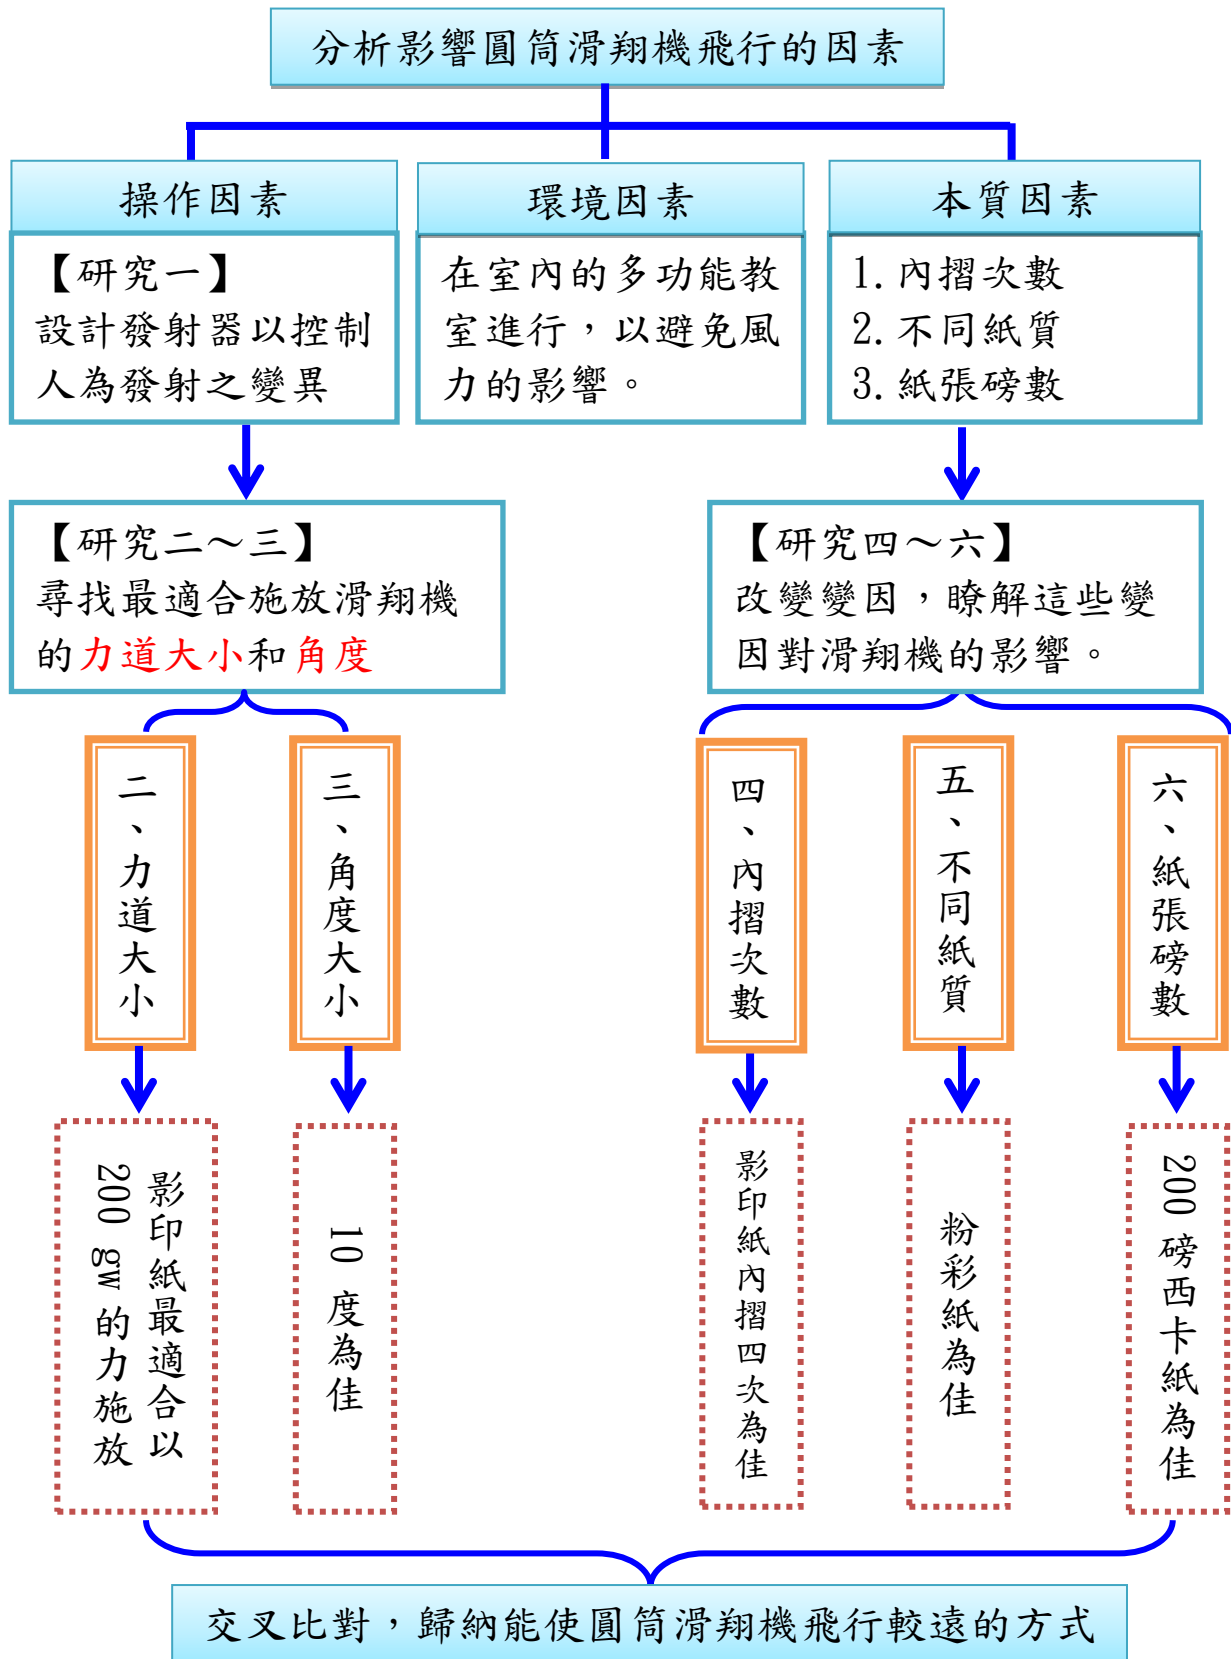 分析影響圓筒滑翔機飛行的因素
操作因素
【研究一】
設計發射器以控制
人為發射之變異
環境因素
在室內的多功能教
室進行，以避免風
力的影響。
本質因素
1. 內摺次數
2. 不同紙質
3. 紙張磅數
【研究二～三】
尋找最適合施放滑翔機
的力道大小和角度
【研究四～六】
改變變因，瞭解這些變
因對滑翔機的影響。
二、力道大小
三、角度大小
四、內摺次數
五、不同紙質
六、紙張磅數
影印紙最適合以
200 gw 的力施放
10 度為佳
影印紙內摺四次為佳
粉彩紙為佳
200 磅西卡紙為佳
交叉比對，歸納能使圓筒滑翔機飛行較遠的方式